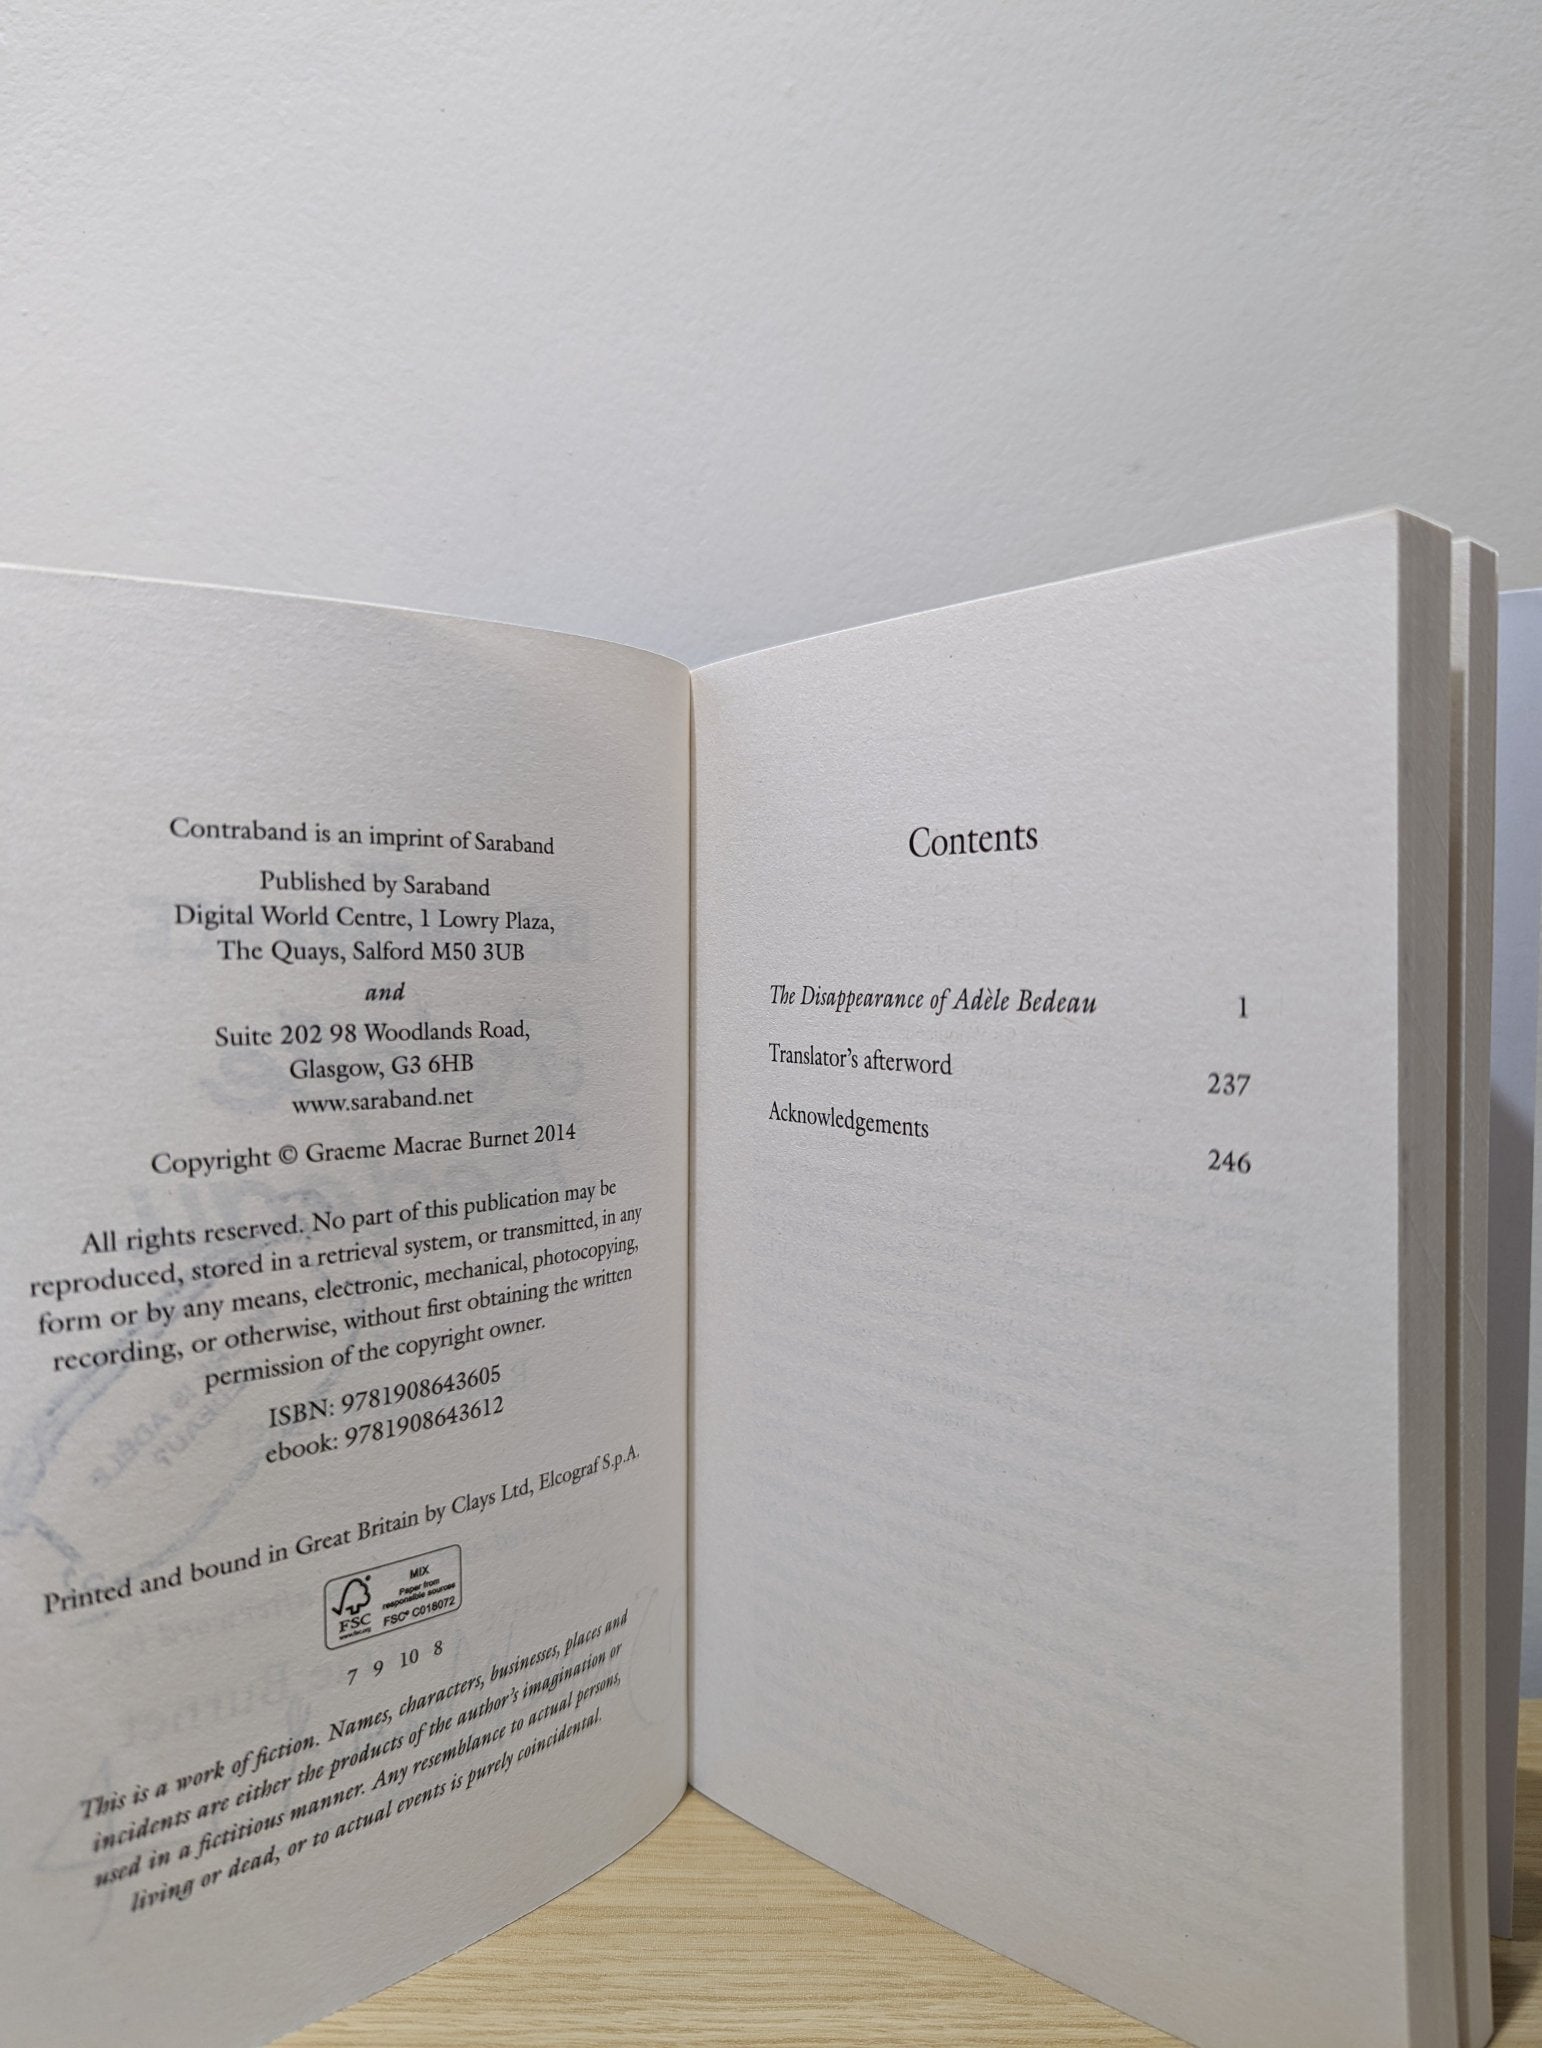 Contraband is an imprint of Saraband
Published by Saraband
Digital World Centre, 1 Lowry Plaza,
The Quays, Salford M50 3UB
and
Suite 202 98 Woodlands Road,
Glasgow, G3 6HB
www.saraband.net
Copyright © Graeme Macrae Burnet 2014
All rights reserved. No part of this publication may be
reproduced, stored in a retrieval system, or transmitted, in any
form or by any means, electronic, mechanical, photocopying,
recording, or otherwise, without first obtaining the written
permission of the copyright owner.
ISBN: 9781908643605
ebook: 9781908643612
Printed and bound in Great Britain by Clays Ltd, Elcograf S.p.A.
MIX
Paper from
responsible sources
FSC® C018072
FSC
www.fsc.org
7 9 10 8
This is a work of fiction. Names, characters, businesses, places and
incidents are either the products of the author's imagination or
used in a fictitious manner. Any resemblance to actual persons,
living or dead, or to actual events is purely coincidental.
Contents
The Disappearance of Adèle Bedeau 1
Translator's afterword 237
Acknowledgements 246